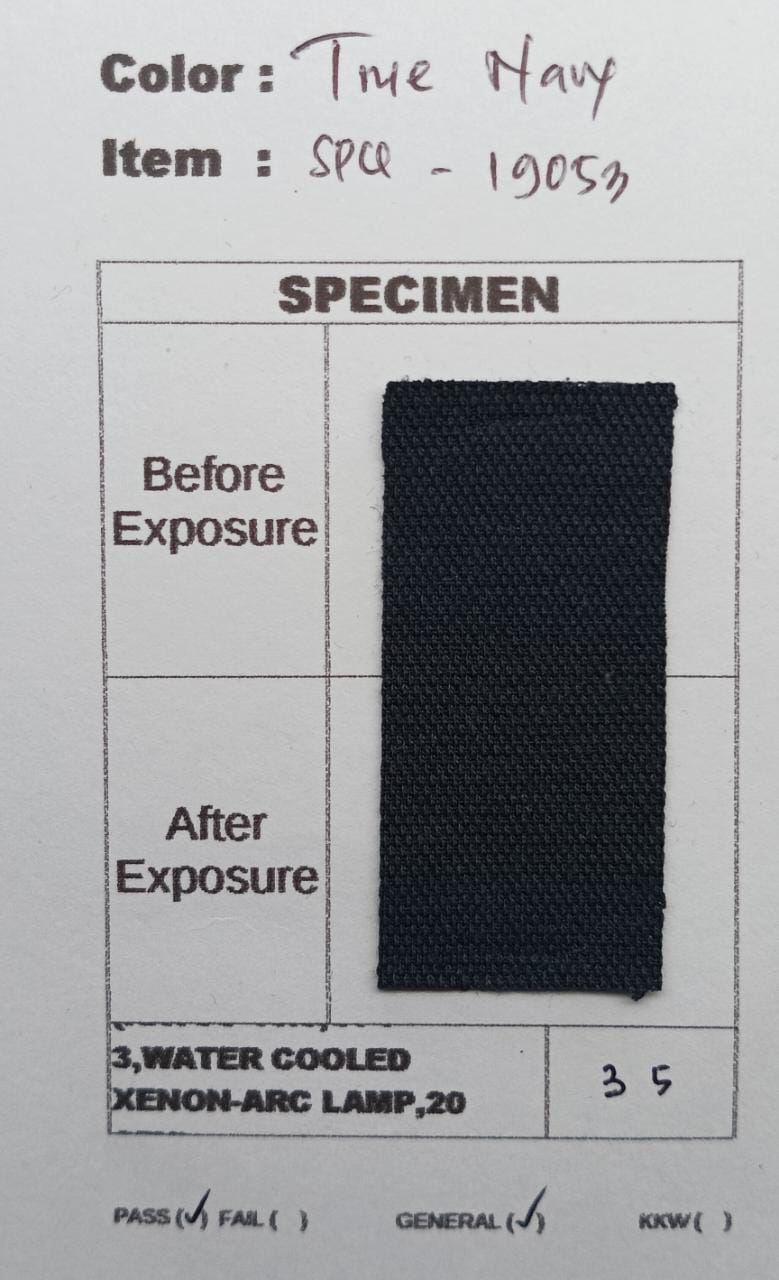 Color : True Navy
Item : SPCQ - 19053
SPECIMEN
Before
Exposure
After
Exposure
3,WATER COOLED
XENON-ARC LAMP,20
3 5
PASS (✓) FAIL ( ) GENERAL (✓) KKW ( )